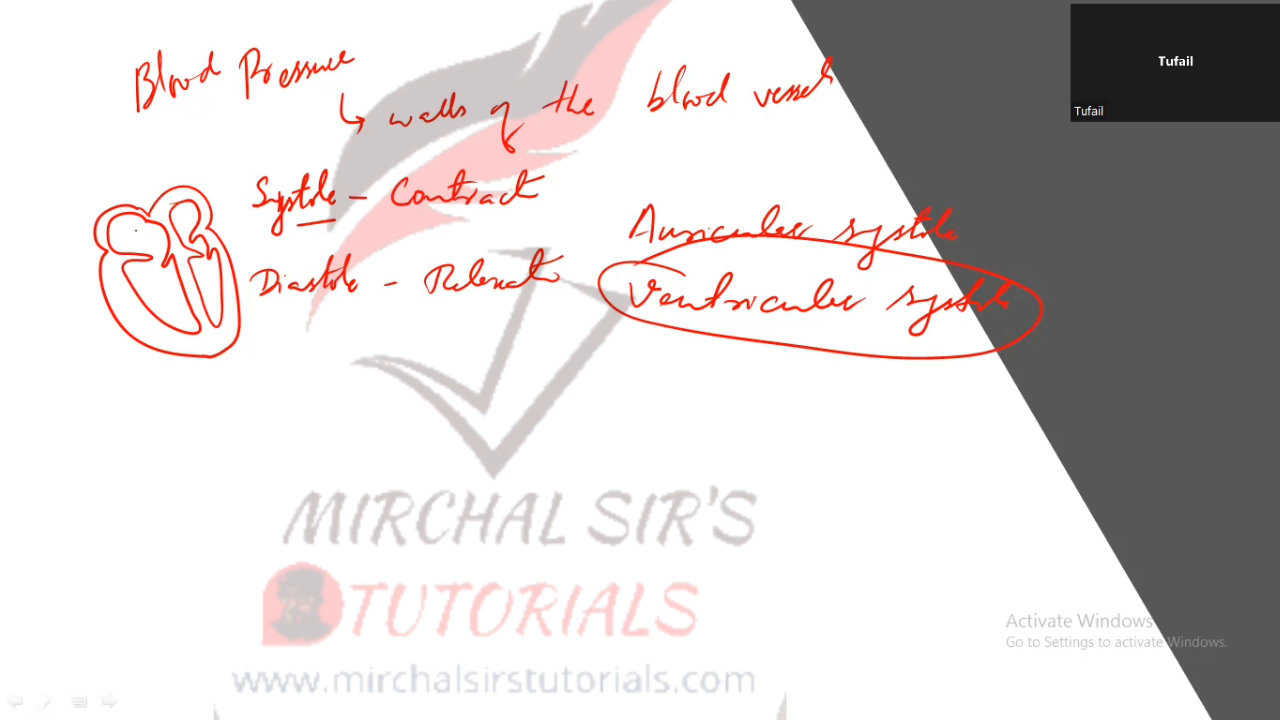 Tufail
Tufail
Blood Pressure
↳ walls of the blood vessels
Systole - Contract
Auricular systole
Diastole - Relax
Ventricular systole
MIRCHAL SIR'S
TUTORIALS
www.mirchalsirstutorials.com
Activate Windows
Go to Settings to activate Windows.